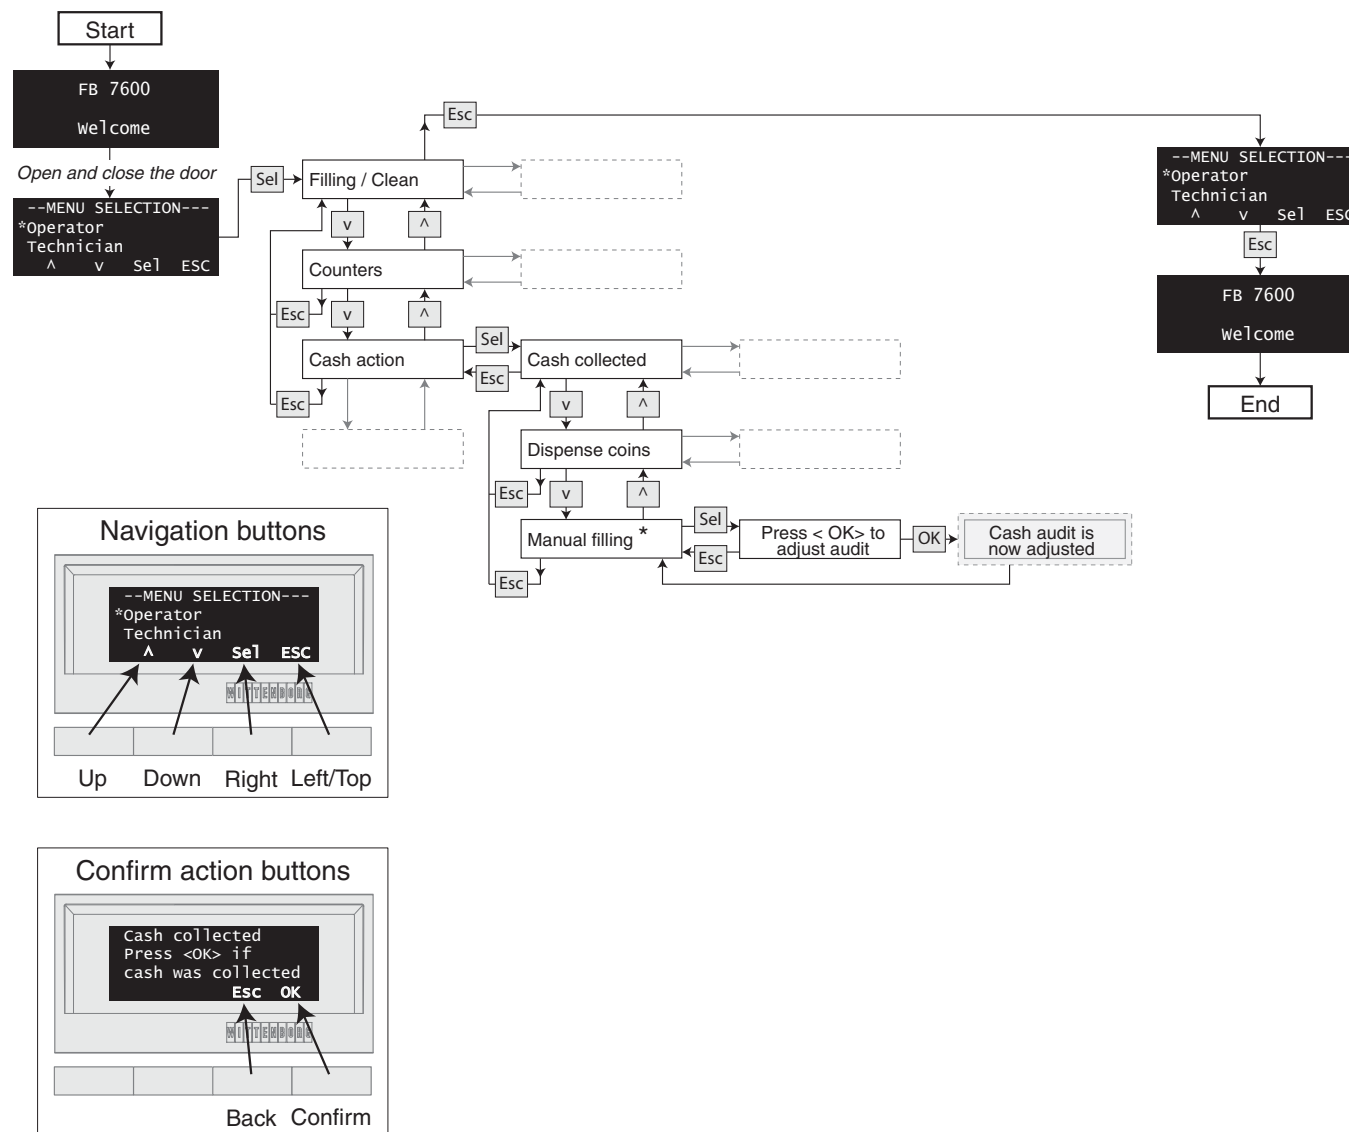 Start
FB 7600
Welcome
Open and close the door
--MENU SELECTION---
*Operator
Technician
^ v Sel ESC
Sel
Filling / Clean
v ^
Counters
Esc v ^
Cash action
Esc
Sel
Esc
Cash collected
v ^
Dispense coins
Esc v ^
Manual filling *
Esc
Sel
Esc
Press < OK> to
adjust audit
OK
Cash audit is
now adjusted
Esc
--MENU SELECTION---
*Operator
Technician
^ v Sel ESC
Esc
FB 7600
Welcome
End
Navigation buttons
--MENU SELECTION---
*Operator
Technician
^ v Sel ESC
WITTENBORG
Up Down Right Left/Top
Confirm action buttons
Cash collected
Press <OK> if
cash was collected
Esc OK
WITTENBORG
Back Confirm